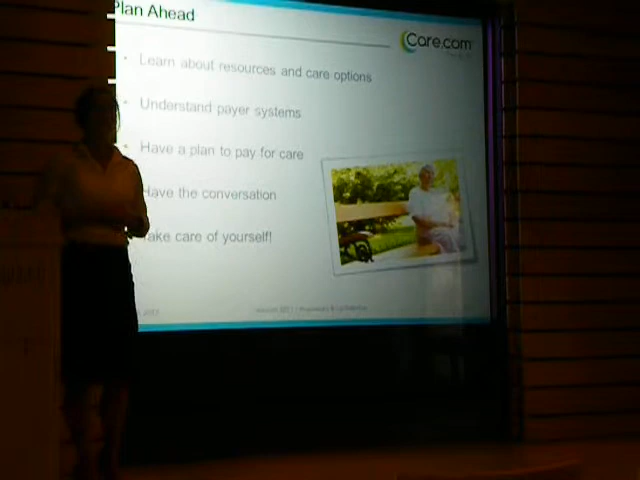 Plan Ahead
Care.com
Learn about resources and care options
Understand payer systems
Have a plan to pay for care
Have the conversation
Take care of yourself!